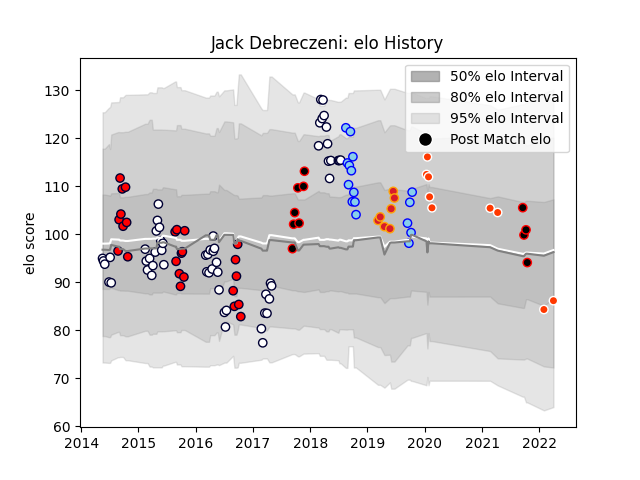 Jack Debreczeni: elo History
50% elo Interval
80% elo Interval
95% elo Interval
Post Match elo
elo score
130
120
110
100
90
80
70
60
2014 2015 2016 2017 2018 2019 2020 2021 2022